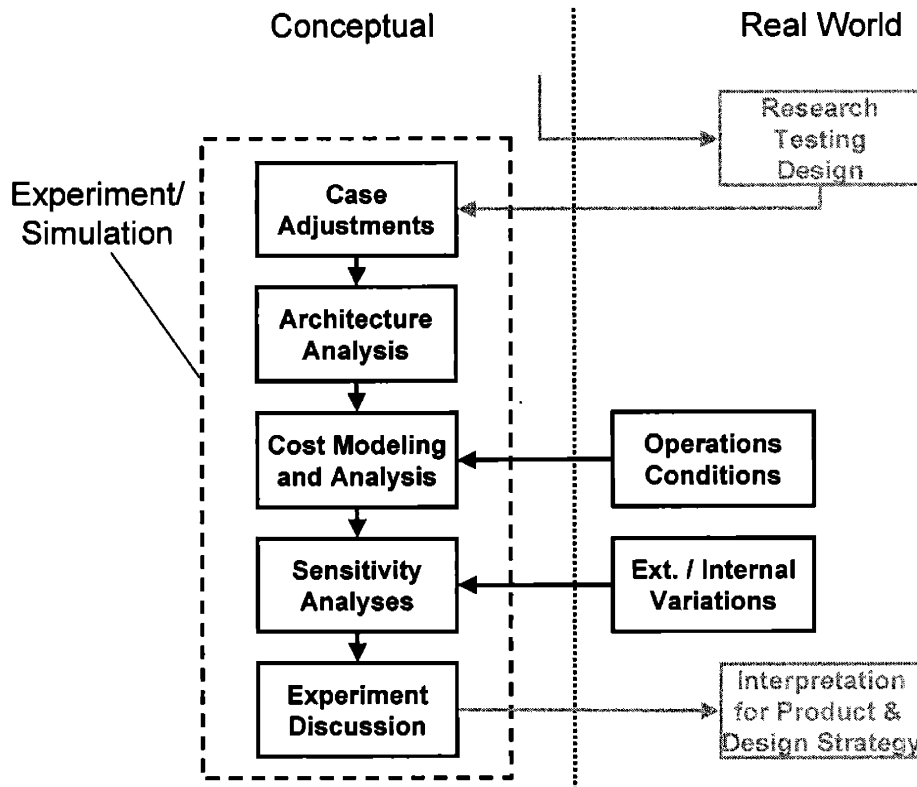 Conceptual
Real World
Research
Testing
Design
Experiment/
Simulation
Case
Adjustments
Architecture
Analysis
Cost Modeling
and Analysis
Operations
Conditions
Sensitivity
Analyses
Ext. / Internal
Variations
Experiment
Discussion
Interpretation
for Product &
Design Strategy